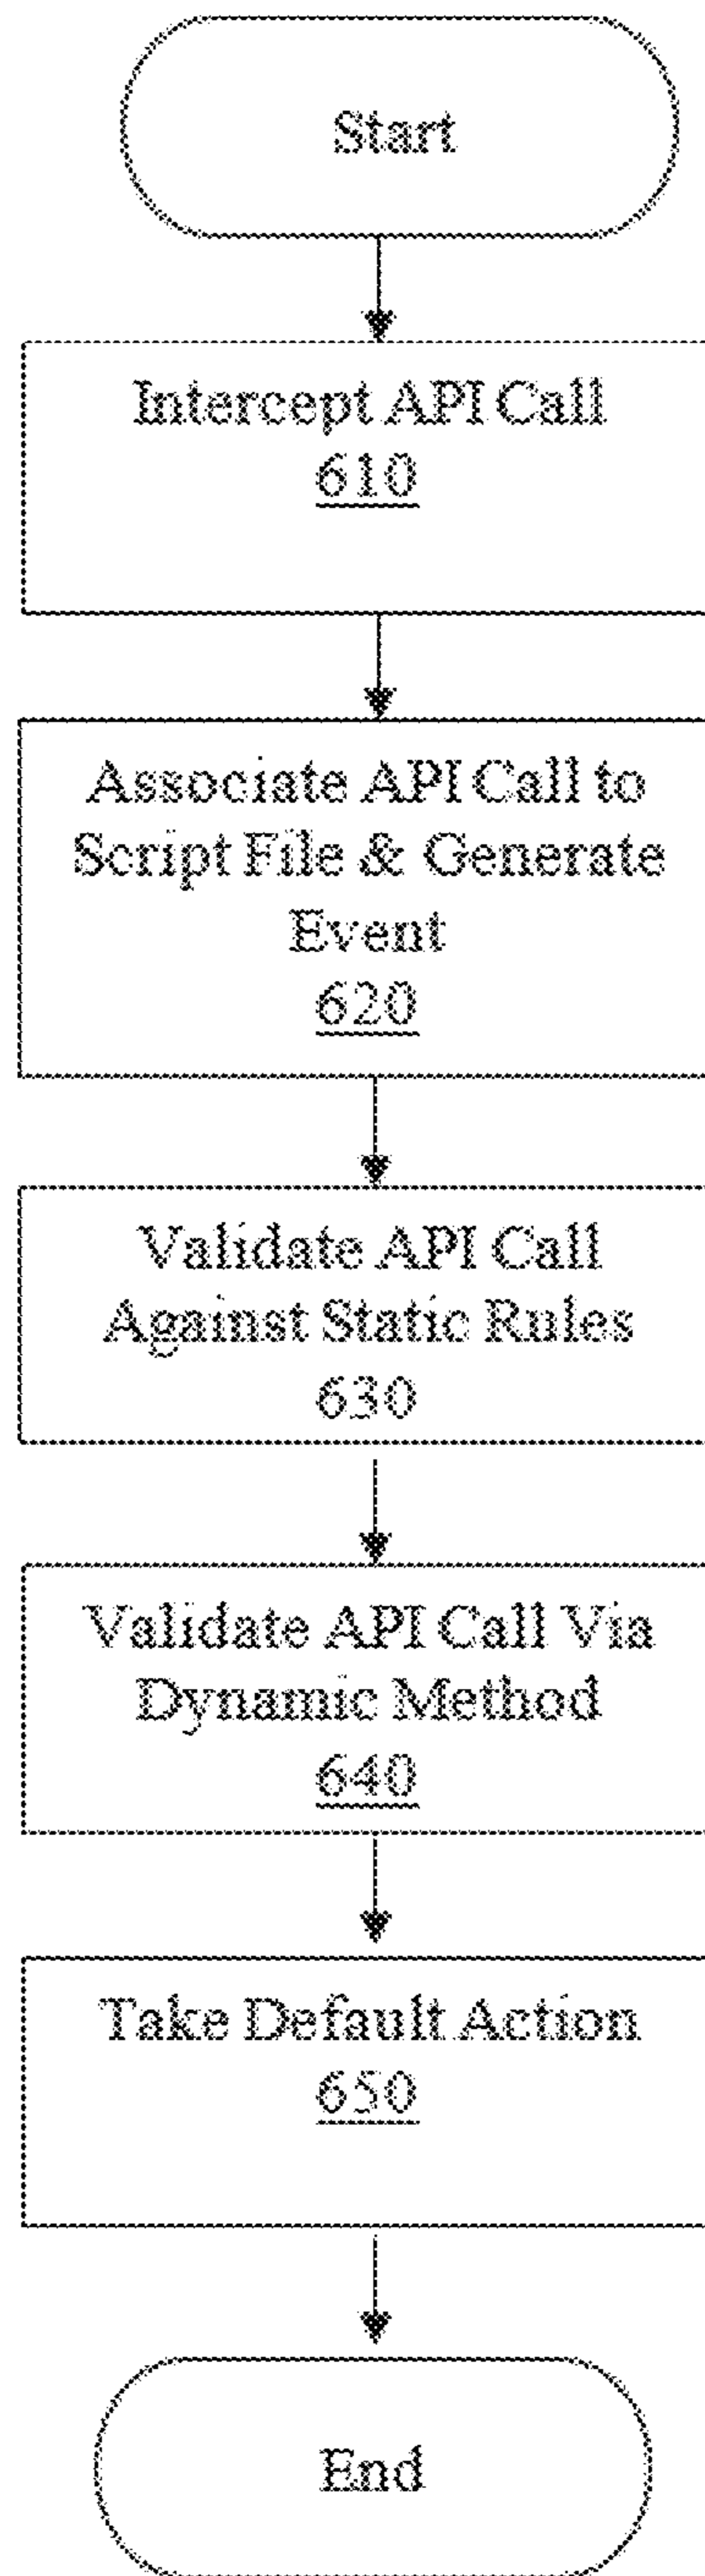 Start
Intercept API Call
610
Associate API Call to
Script File & Generate
Event
620
Validate API Call
Against Static Rules
630
Validate API Call Via
Dynamic Method
640
Take Default Action
650
End